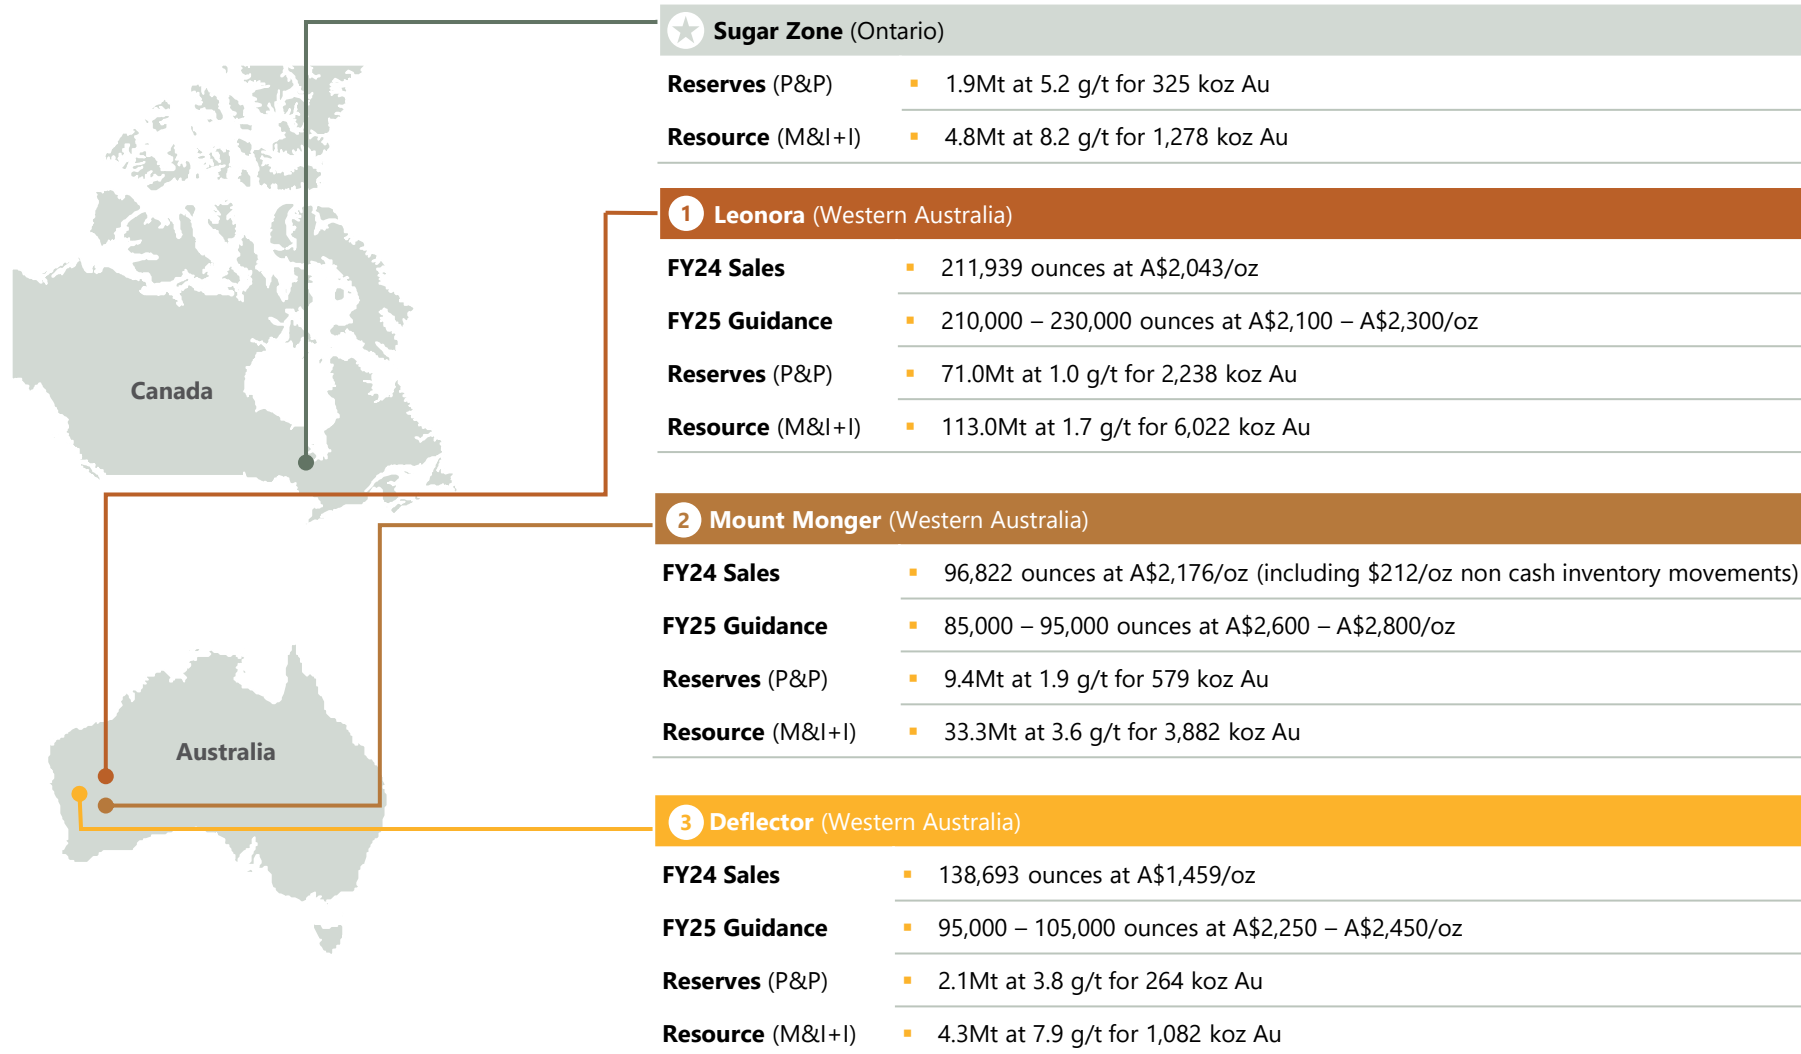 Sugar Zone (Ontario)
Reserves (P&P) ▪ 1.9Mt at 5.2 g/t for 325 koz Au
Resource (M&I+I) ▪ 4.8Mt at 8.2 g/t for 1,278 koz Au
1 Leonora (Western Australia)
FY24 Sales ▪ 211,939 ounces at A$2,043/oz
FY25 Guidance ▪ 210,000 – 230,000 ounces at A$2,100 – A$2,300/oz
Reserves (P&P) ▪ 71.0Mt at 1.0 g/t for 2,238 koz Au
Resource (M&I+I) ▪ 113.0Mt at 1.7 g/t for 6,022 koz Au
Canada
2 Mount Monger (Western Australia)
FY24 Sales ▪ 96,822 ounces at A$2,176/oz (including $212/oz non cash inventory movements)
FY25 Guidance ▪ 85,000 – 95,000 ounces at A$2,600 – A$2,800/oz
Reserves (P&P) ▪ 9.4Mt at 1.9 g/t for 579 koz Au
Resource (M&I+I) ▪ 33.3Mt at 3.6 g/t for 3,882 koz Au
Australia
3 Deflector (Western Australia)
FY24 Sales ▪ 138,693 ounces at A$1,459/oz
FY25 Guidance ▪ 95,000 – 105,000 ounces at A$2,250 – A$2,450/oz
Reserves (P&P) ▪ 2.1Mt at 3.8 g/t for 264 koz Au
Resource (M&I+I) ▪ 4.3Mt at 7.9 g/t for 1,082 koz Au